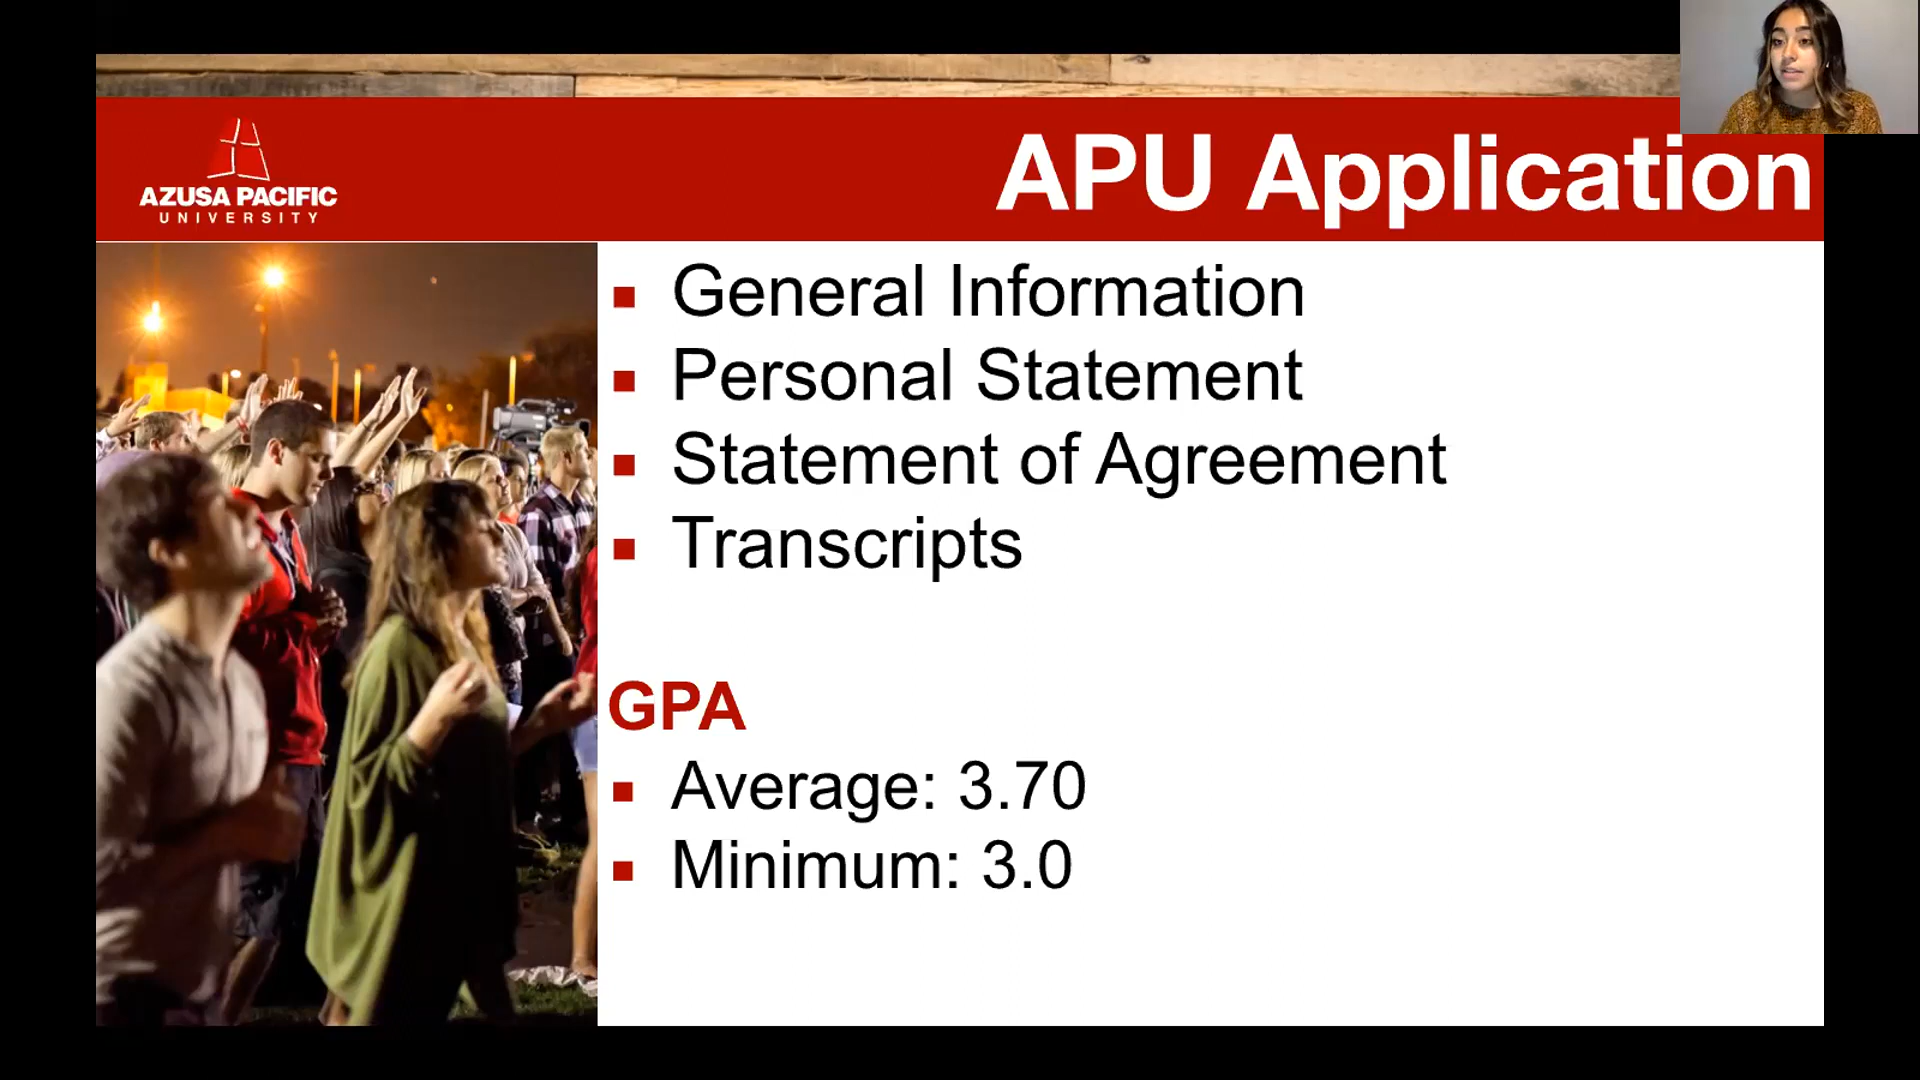 AZUSA PACIFIC
UNIVERSITY
APU Application
General Information
Personal Statement
Statement of Agreement
Transcripts
GPA
Average: 3.70
Minimum: 3.0